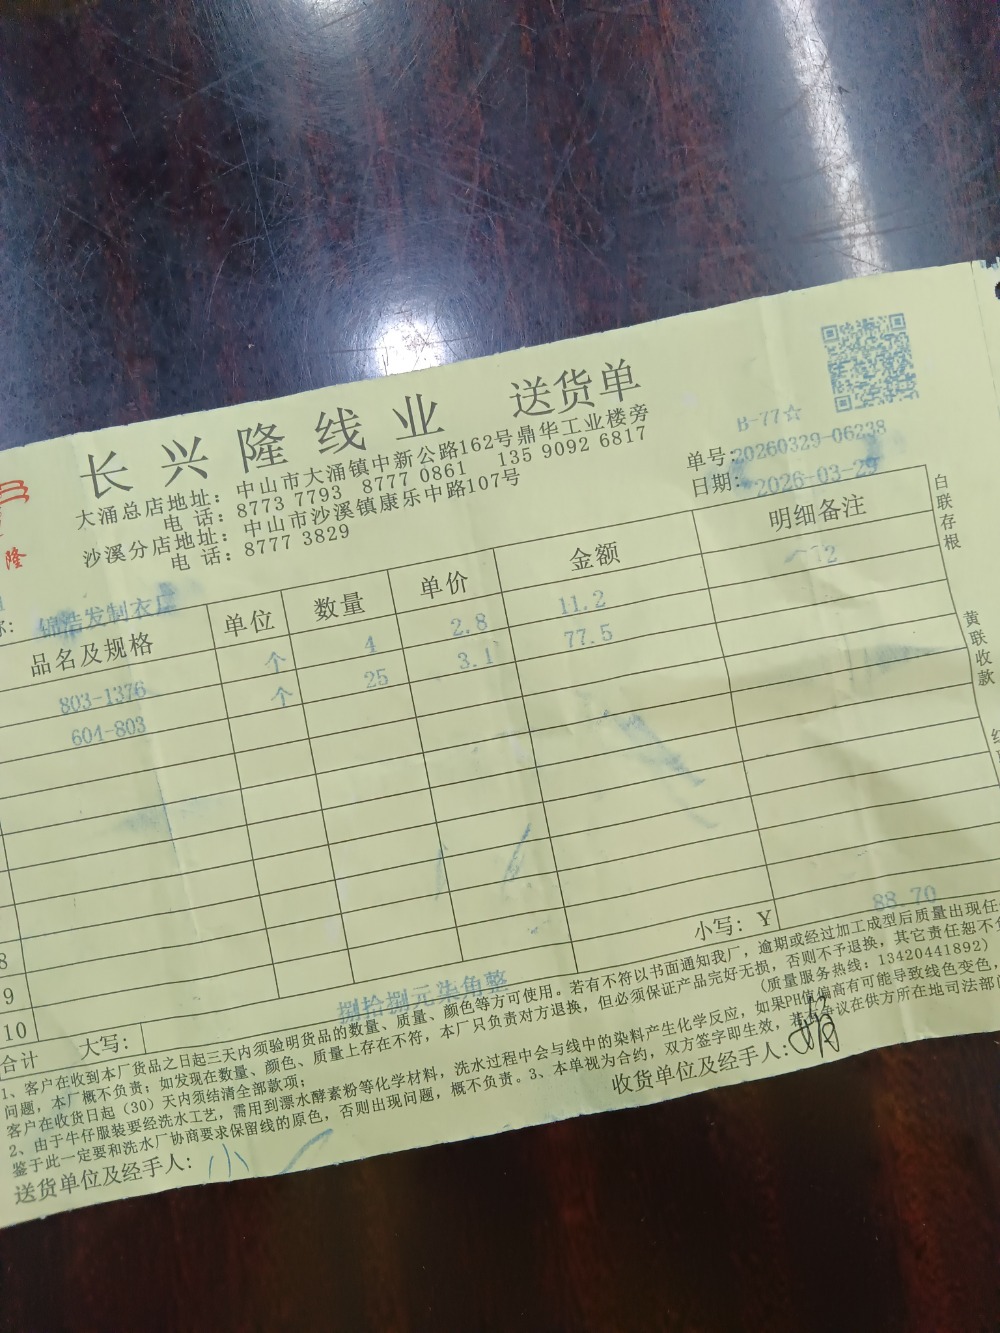 长兴隆线业 送货单
B-77☆
大涌总店地址：中山市大涌镇中新公路162号鼎华工业楼旁
电 话：8773 7793 8777 0861 135 9092 6817
单号:20260329-06238
沙溪分店地址：中山市沙溪镇康乐中路107号
电 话：8777 3829
日期: 2026-03-29
隆
锦浩发制衣厂
品名及规格 单位 数量 单价 金额 明细备注
803-1376 个 4 2.8 11.2
604-803 个 25 3.1 77.5
8
9
10
小写：Y 88.70
合计 大写: 捌拾捌元柒角整
1、客户在收到本厂货品之日起三天内须验明货品的数量、质量、颜色等方可使用。若有不符以书面通知我厂，逾期或经过加工成型后质量出现任
问题，本厂概不负责；如发现在数量、颜色、质量上存在不符，本厂只负责对方退换，但必须保证产品完好无损，否则不予退换，其它责任恕不负
客户在收货日起（30）天内须结清全部款项； （质量服务热线：13420441892）
2、由于牛仔服装要经洗水工艺，需用到漂水酵素粉等化学材料，洗水过程中会与线中的染料产生化学反应，如果PH值偏高有可能导致线色变色，
鉴于此一定要和洗水厂协商要求保留线的原色，否则出现问题，概不负责。3、本单视为合约，双方签字即生效，若有争议在供方所在地司法部
送货单位及经手人:
收货单位及经手人:
白联存根
黄联收款